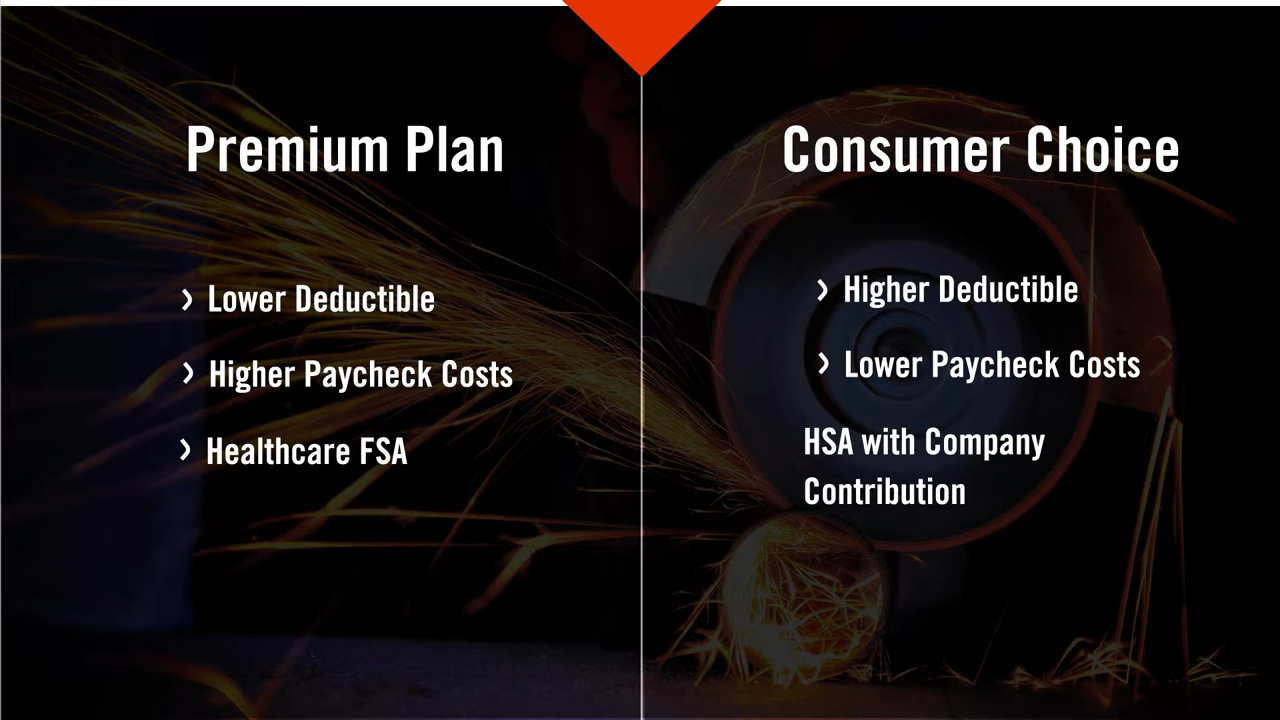 Premium Plan
› Lower Deductible
› Higher Paycheck Costs
› Healthcare FSA
Consumer Choice
› Higher Deductible
› Lower Paycheck Costs
HSA with Company
Contribution